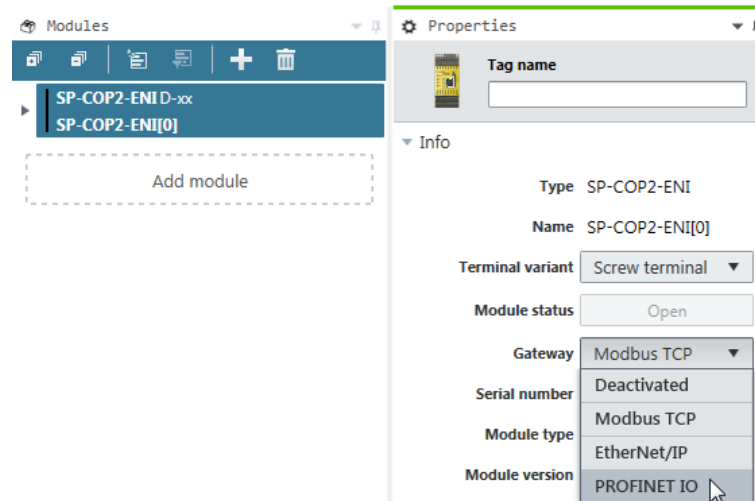 Modules
SP-COP2-ENI D-xx
SP-COP2-ENI[0]
Add module
Properties
Tag name
Info
Type SP-COP2-ENI
Name SP-COP2-ENI[0]
Terminal variant Screw terminal
Module status Open
Gateway Modbus TCP
Serial number
Module type
Module version
Deactivated
Modbus TCP
EtherNet/IP
PROFINET IO